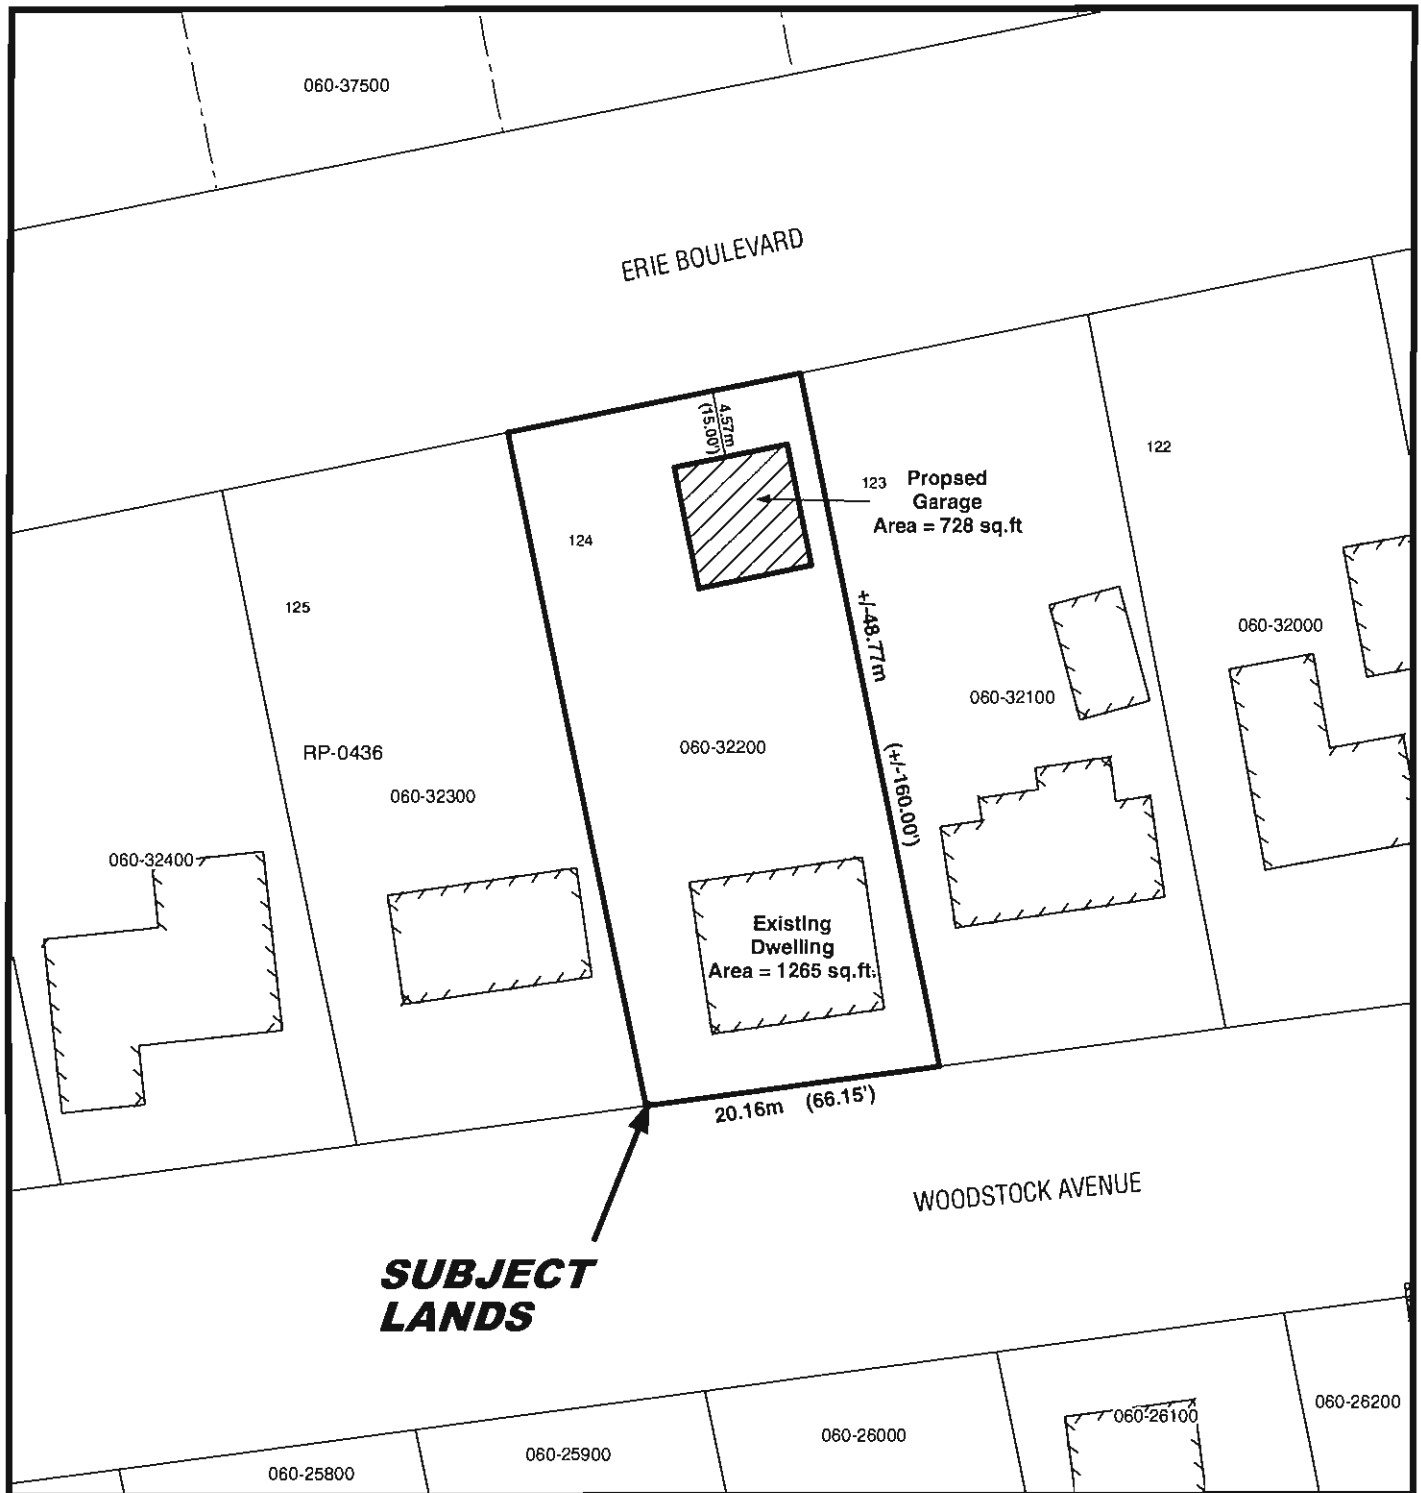 060-37500
ERIE BOULEVARD
4.57m
(15.00')
122
123
Propsed
Garage
Area = 728 sq.ft
124
125
+/-48.77m
(+/-160.00')
060-32000
060-32100
060-32200
RP-0436
060-32300
060-32400
Existing
Dwelling
Area = 1265 sq.ft.
20.16m (66.15')
WOODSTOCK AVENUE
SUBJECT
LANDS
060-26200
060-26100
060-26000
060-25900
060-25800